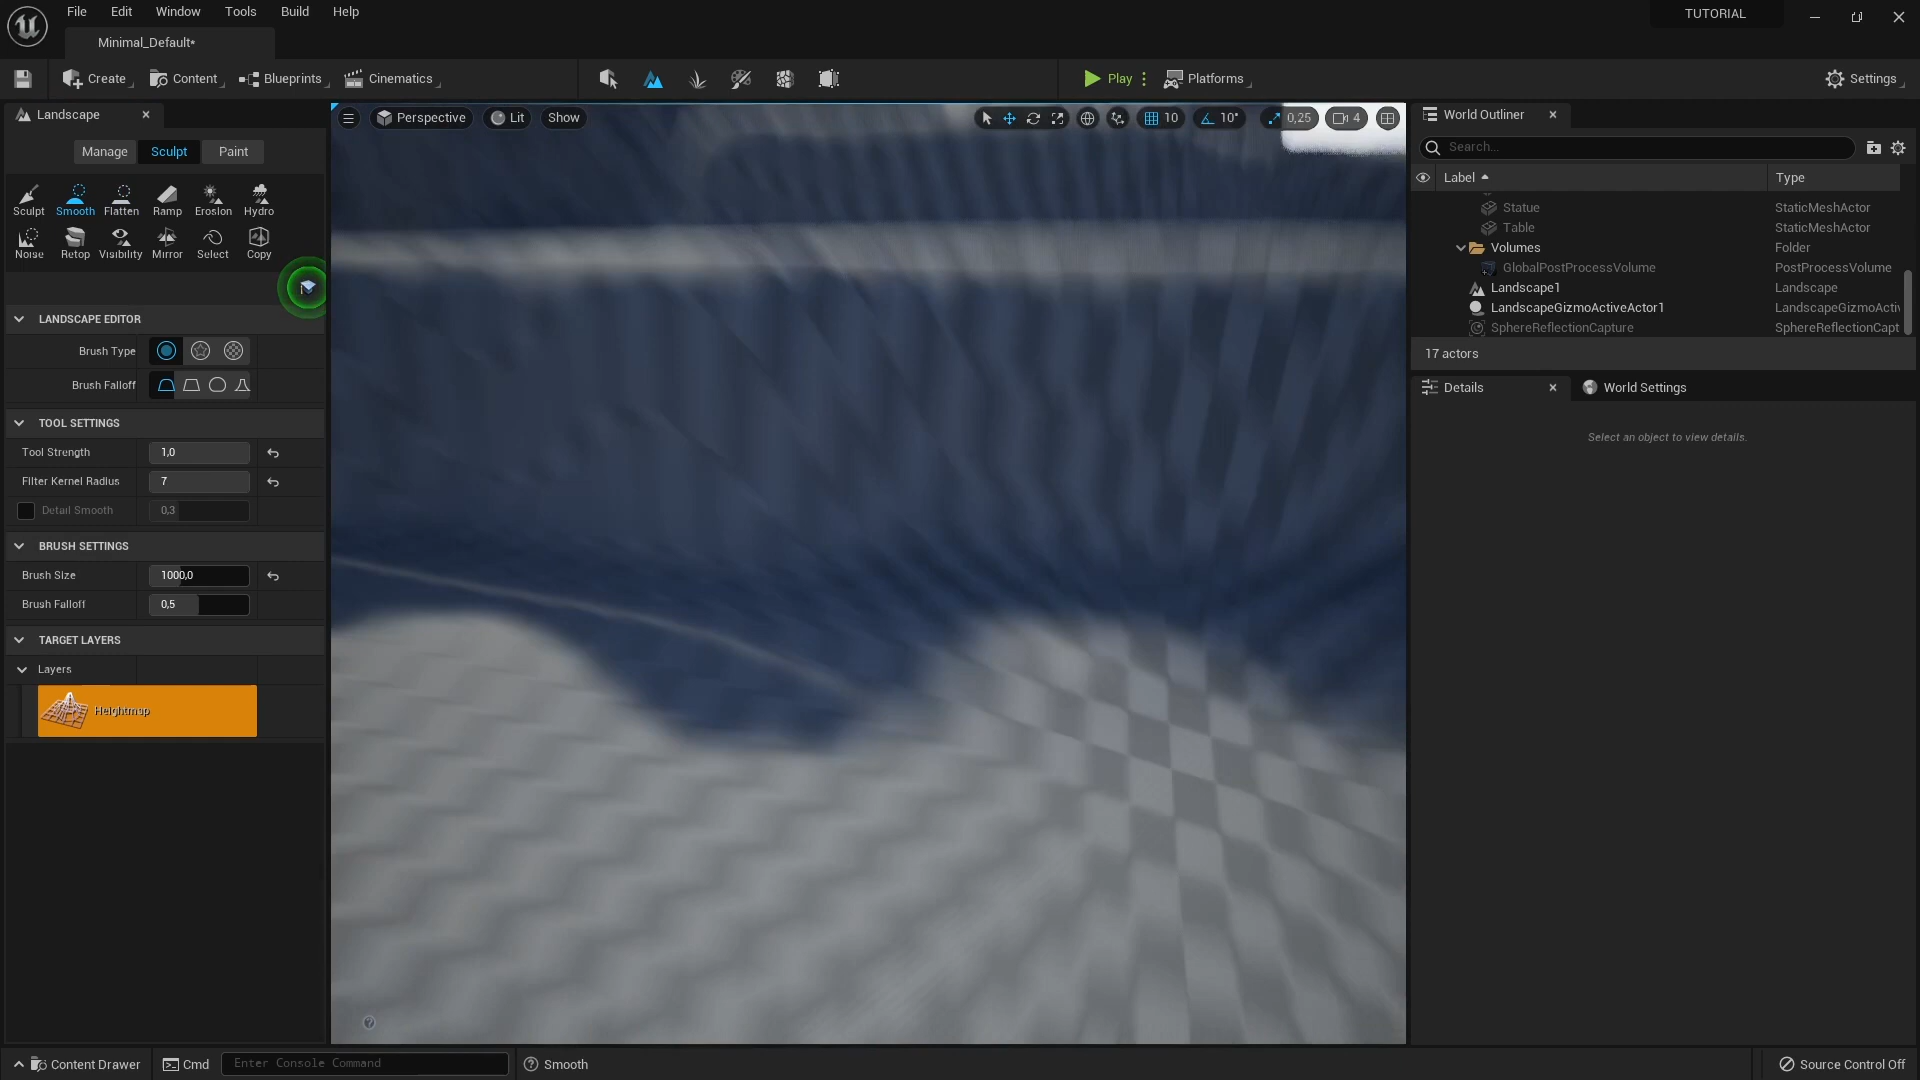 File Edit Window Tools Build Help
TUTORIAL
Minimal_Default*
Create Content Blueprints Cinematics
Play Platforms Settings
Landscape
Manage Sculpt Paint
Sculpt Smooth Flatten Ramp Erosion Hydro
Noise Retop Visibility Mirror Select Copy
LANDSCAPE EDITOR
Brush Type
Brush Falloff
TOOL SETTINGS
Tool Strength 1,0
Filter Kernel Radius 7
Detail Smooth 0,3
BRUSH SETTINGS
Brush Size 1000,0
Brush Falloff 0,5
TARGET LAYERS
Layers
Heightmap
Perspective Lit Show
10 10° 0,25 4
World Outliner
Search...
Label Type
Statue StaticMeshActor
Table StaticMeshActor
Volumes Folder
GlobalPostProcessVolume PostProcessVolume
Landscape1 Landscape
LandscapeGizmoActiveActor1 LandscapeGizmoActiv
SphereReflectionCapture SphereReflectionCapt
17 actors
Details World Settings
Select an object to view details.
Content Drawer Cmd Enter Console Command Smooth
Source Control Off